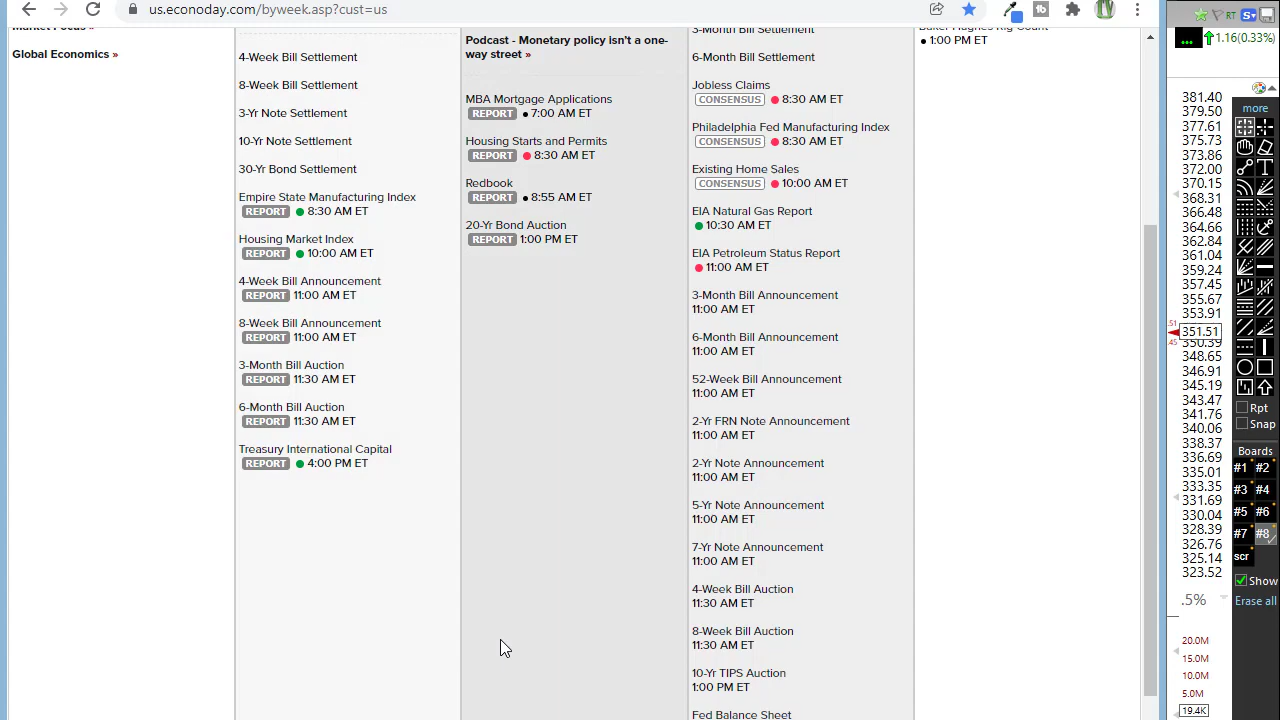 us.econoday.com/byweek.asp?cust=us
Global Economics »
4-Week Bill Settlement
8-Week Bill Settlement
3-Yr Note Settlement
10-Yr Note Settlement
30-Yr Bond Settlement
Empire State Manufacturing Index
REPORT 8:30 AM ET
Housing Market Index
REPORT 10:00 AM ET
4-Week Bill Announcement
REPORT 11:00 AM ET
8-Week Bill Announcement
REPORT 11:00 AM ET
3-Month Bill Auction
REPORT 11:30 AM ET
6-Month Bill Auction
REPORT 11:30 AM ET
Treasury International Capital
REPORT 4:00 PM ET
Podcast - Monetary policy isn't a one-
way street »
MBA Mortgage Applications
REPORT 7:00 AM ET
Housing Starts and Permits
REPORT 8:30 AM ET
Redbook
REPORT 8:55 AM ET
20-Yr Bond Auction
REPORT 1:00 PM ET
3-Month Bill Settlement
6-Month Bill Settlement
Jobless Claims
CONSENSUS 8:30 AM ET
Philadelphia Fed Manufacturing Index
CONSENSUS 8:30 AM ET
Existing Home Sales
CONSENSUS 10:00 AM ET
EIA Natural Gas Report
10:30 AM ET
EIA Petroleum Status Report
11:00 AM ET
3-Month Bill Announcement
11:00 AM ET
6-Month Bill Announcement
11:00 AM ET
52-Week Bill Announcement
11:00 AM ET
2-Yr FRN Note Announcement
11:00 AM ET
2-Yr Note Announcement
11:00 AM ET
5-Yr Note Announcement
11:00 AM ET
7-Yr Note Announcement
11:00 AM ET
4-Week Bill Auction
11:30 AM ET
8-Week Bill Auction
11:30 AM ET
10-Yr TIPS Auction
1:00 PM ET
Fed Balance Sheet
Baker Hughes Rig Count
1:00 PM ET
RT
1.16(0.33%)
381.40
379.50
377.61
375.73
373.86
372.00
370.15
368.31
366.48
364.66
362.84
361.04
359.24
357.45
355.67
353.91
351.51
350.39
348.65
346.91
345.19
343.47
341.76
340.06
338.37
336.69
335.01
333.35
331.69
330.04
328.39
326.76
325.14
323.52
.51
.45
.5%
20.0M
15.0M
10.0M
5.0M
19.4K
more
Rpt
Snap
Boards
#1 #2
#3 #4
#5 #6
#7 #8
scr
Show
Erase all